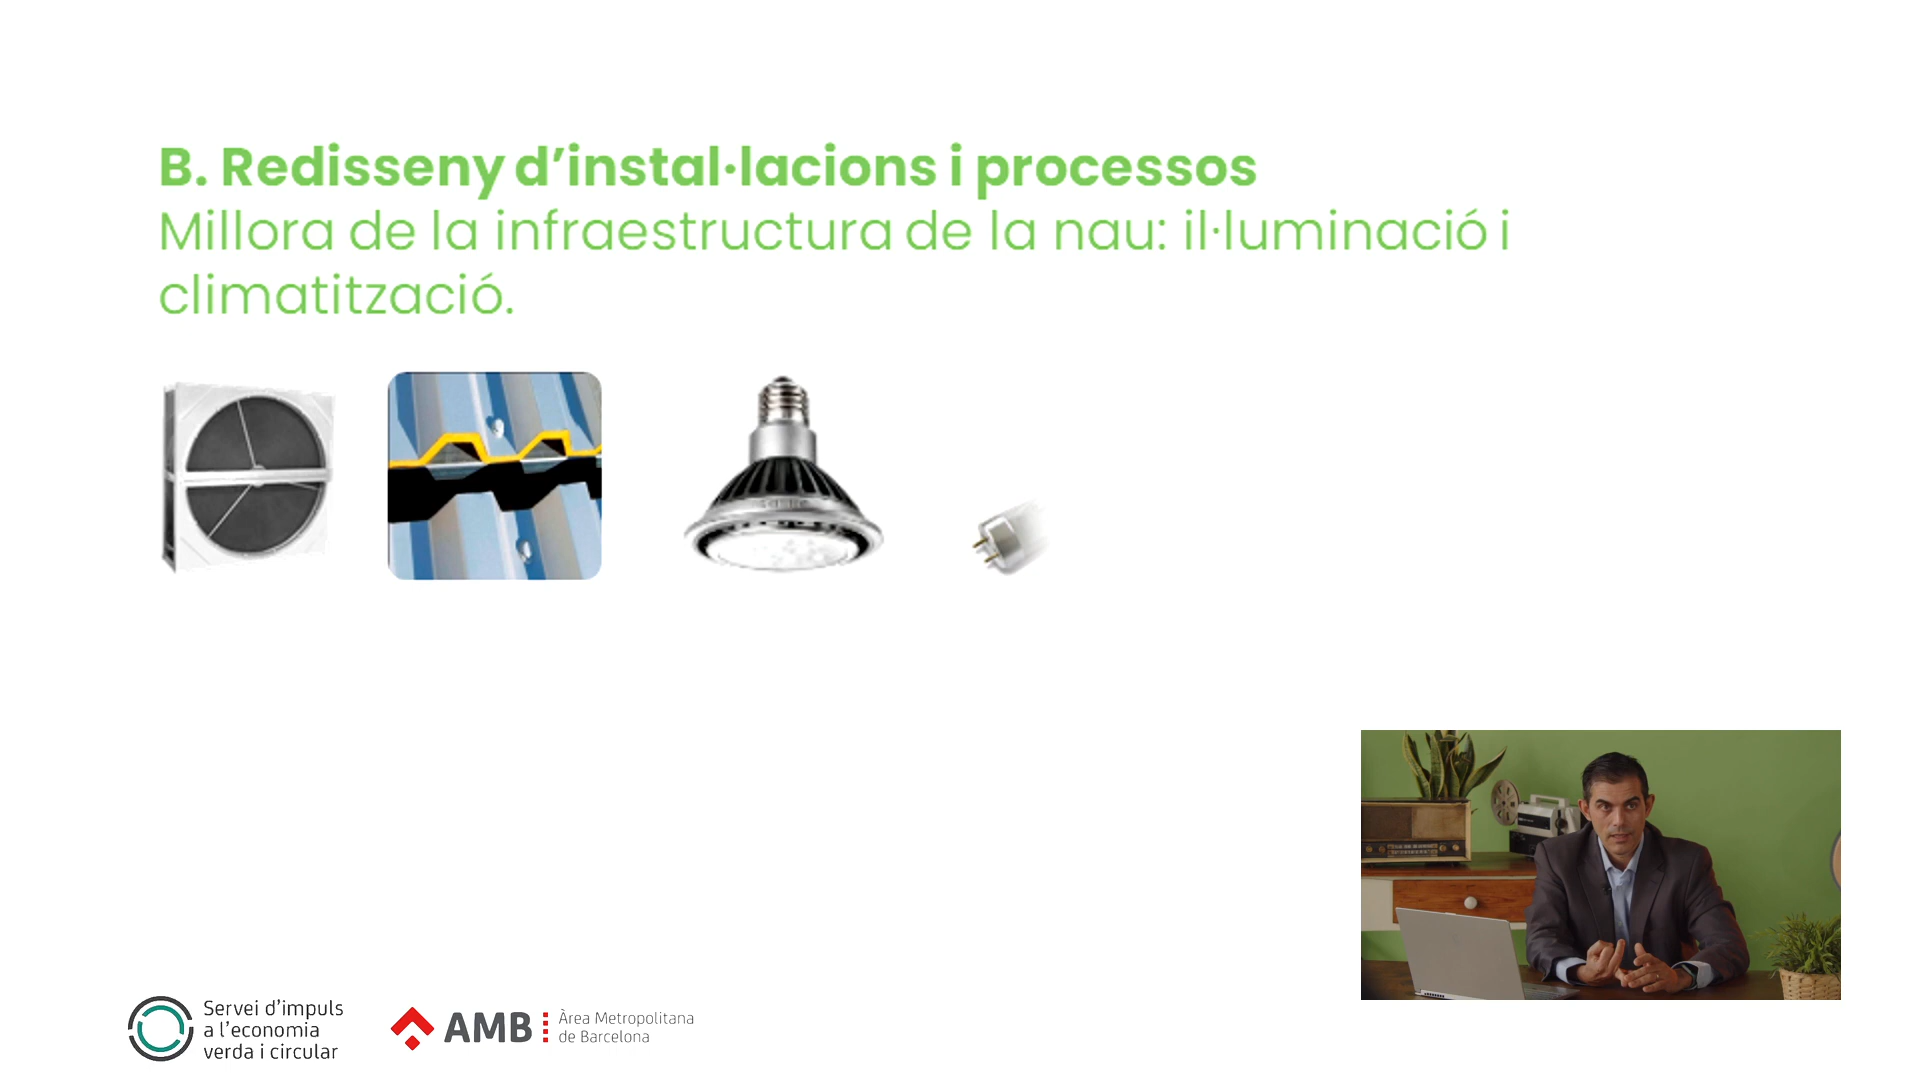 B. Redisseny d’instal·lacions i processos
Millora de la infraestructura de la nau: il·luminació i
climatització.
Servei d’impuls
a l’economia
verda i circular
AMB
Àrea Metropolitana
de Barcelona